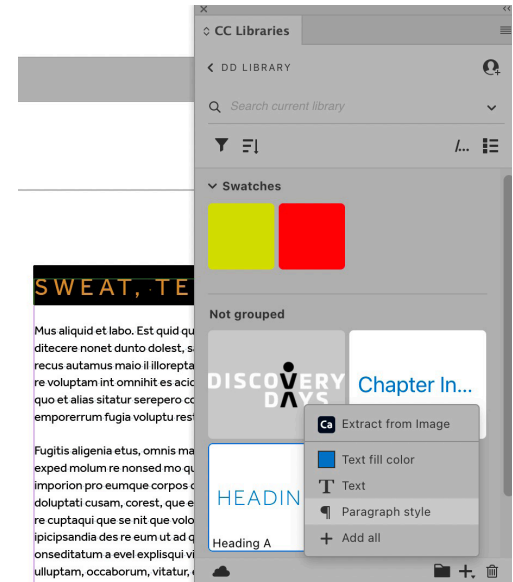 CC Libraries
DD LIBRARY
Search current library
/...
Swatches
Not grouped
DISCOVERY
DAYS
Chapter In...
HEADIN
Heading A
Ca Extract from Image
Text fill color
T Text
¶ Paragraph style
+ Add all
SWEAT, TE
Mus aliquid et labo. Est quid qu
ditecere nonet dunto dolest, s
recus autamus maio il illorepta
re voluptam int omnihit es acic
quo et alias sitatur serepero co
emporerrum fugia voluptu rest
Fugitis aligenia etus, omnis ma
exped molum re nonsed mo qu
imporion pro eumque corpos c
doluptati cusam, corest, que e
re cuptaqui que se nit que volo
ipicipsandia des re eum ut ad q
onseditatum a evel explisqui vi
ulluptam, occaborum, vitatur, e